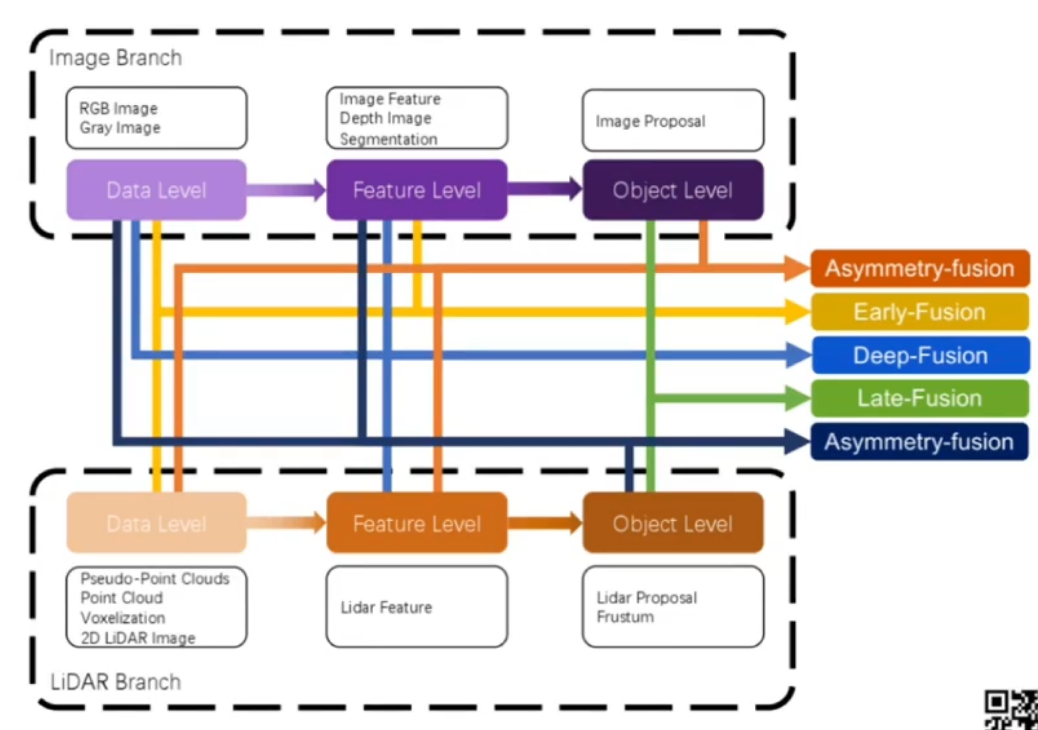 Image Branch
RGB Image
Gray Image
Image Feature
Depth Image
Segmentation
Image Proposal
Data Level
Feature Level
Object Level
Asymmetry-fusion
Early-Fusion
Deep-Fusion
Late-Fusion
Asymmetry-fusion
Data Level
Feature Level
Object Level
Pseudo-Point Clouds
Point Cloud
Voxelization
2D LiDAR Image
Lidar Feature
Lidar Proposal
Frustum
LiDAR Branch